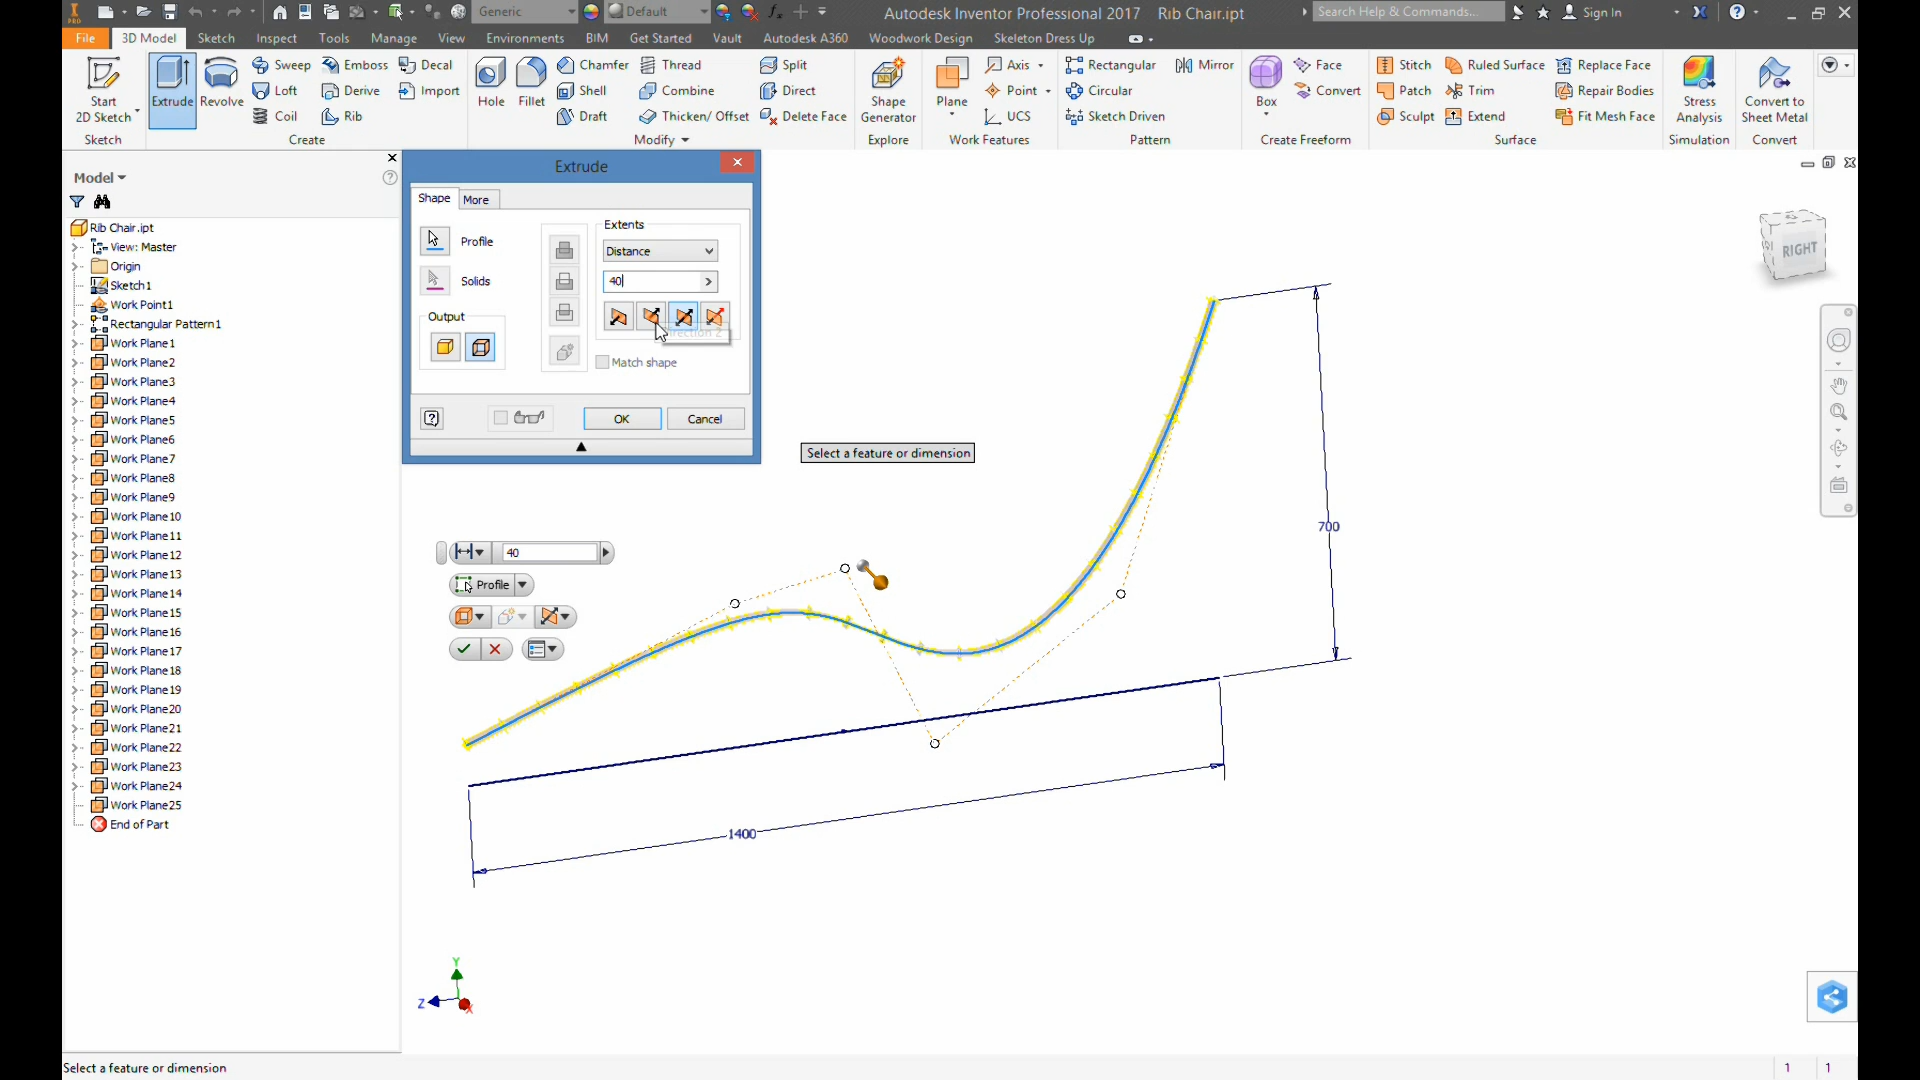 Generic
Default
Autodesk Inventor Professional 2017 Rib Chair.ipt
Search Help & Commands...
Sign In
PRO
File 3D Model Sketch Inspect Tools Manage View Environments BIM Get Started Vault Autodesk A360 Woodwork Design Skeleton Dress Up
Start
2D Sketch
Sketch
Extrude
Revolve
Sweep
Loft
Coil
Emboss
Derive
Rib
Decal
Import
Create
Hole
Fillet
Chamfer
Shell
Draft
Thread
Combine
Thicken/ Offset
Split
Direct
Delete Face
Modify
Shape
Generator
Explore
Plane
Axis
Point
UCS
Work Features
Rectangular
Circular
Sketch Driven
Mirror
Pattern
Box
Face
Convert
Create Freeform
Stitch
Patch
Sculpt
Ruled Surface
Trim
Extend
Replace Face
Repair Bodies
Fit Mesh Face
Surface
Stress
Analysis
Simulation
Convert to
Sheet Metal
Convert
Model
Rib Chair.ipt
View: Master
Origin
Sketch1
Work Point1
Rectangular Pattern1
Work Plane1
Work Plane2
Work Plane3
Work Plane4
Work Plane5
Work Plane6
Work Plane7
Work Plane8
Work Plane9
Work Plane10
Work Plane11
Work Plane12
Work Plane13
Work Plane14
Work Plane15
Work Plane16
Work Plane17
Work Plane18
Work Plane19
Work Plane20
Work Plane21
Work Plane22
Work Plane23
Work Plane24
Work Plane25
End of Part
Extrude
Shape More
Profile
Solids
Output
Extents
Distance
40
Match shape
OK
Cancel
Select a feature or dimension
40
Profile
RIGHT
700
1400
Y
Z
X
Select a feature or dimension
1 1